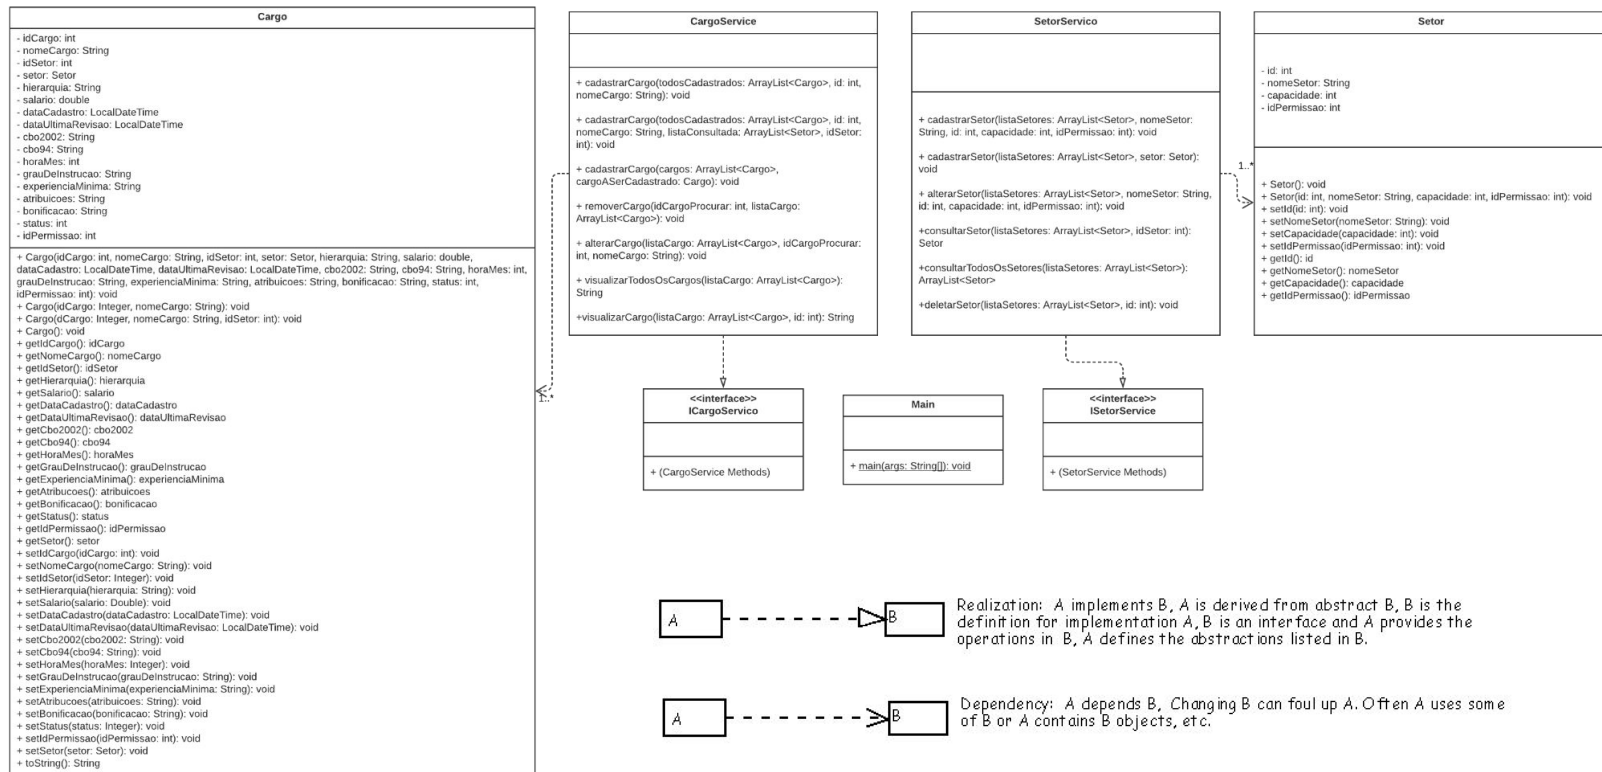 Cargo
- idCargo: int
- nomeCargo: String
- idSetor: int
- setor: Setor
- hierarquia: String
- salario: double
- dataCadastro: LocalDateTime
- dataUltimaRevisao: LocalDateTime
- cbo2002: String
- cbo94: String
- horaMes: int
- grauDeInstrucao: String
- experienciaMinima: String
- atribuicoes: String
- bonificacao: String
- status: int
- idPermissao: int
+ Cargo(idCargo: int, nomeCargo: String, idSetor: int, setor: Setor, hierarquia: String, salario: double,
dataCadastro: LocalDateTime, dataUltimaRevisao: LocalDateTime, cbo2002: String, cbo94: String, horaMes: int,
grauDeInstrucao: String, experienciaMinima: String, atribuicoes: String, bonificacao: String, status: int,
idPermissao: int): void
+ Cargo(idCargo: Integer, nomeCargo: String): void
+ Cargo(dCargo: Integer, nomeCargo: String, idSetor: int): void
+ Cargo(): void
+ getIdCargo(): idCargo
+ getNomeCargo(): nomeCargo
+ getIdSetor(): idSetor
+ getHierarquia(): hierarquia
+ getSalario(): salario
+ getDataCadastro(): dataCadastro
+ getDataUltimaRevisao(): dataUltimaRevisao
+ getCbo2002(): cbo2002
+ getCbo94(): cbo94
+ getHoraMes(): horaMes
+ getGrauDeInstrucao(): grauDeInstrucao
+ getExperienciaMinima(): experienciaMinima
+ getAtribucoes(): atribuicoes
+ getBonificacao(): bonificacao
+ getStatus(): status
+ getIdPermissao(): idPermissao
+ getSetor(): setor
+ setIdCargo(idCargo: int): void
+ setNomeCargo(nomeCargo: String): void
+ setIdSetor(idSetor: Integer): void
+ setHierarquia(hierarquia: String): void
+ setSalario(salario: Double): void
+ setDataCadastro(dataCadastro: LocalDateTime): void
+ setDataUltimaRevisao(dataUltimaRevisao: LocalDateTime): void
+ setCbo2002(cbo2002: String): void
+ setCbo94(cbo94: String): void
+ setHoraMes(horaMes: Integer): void
+ setGrauDeInstrucao(grauDeInstrucao: String): void
+ setExperienciaMinima(experienciaMinima: String): void
+ setAtribucoes(atribuicoes: String): void
+ setBonificacao(bonificacao: String): void
+ setStatus(status: Integer): void
+ setIdPermissao(idPermissao: int): void
+ setSetor(setor: Setor): void
+ toString(): String
1..*
CargoService
+ cadastrarCargo(todosCadastrados: ArrayList<Cargo>, id: int,
nomeCargo: String): void
+ cadastrarCargo(todosCadastrados: ArrayList<Cargo>, id: int,
nomeCargo: String, listaConsultada: ArrayList<Setor>, idSetor:
int): void
+ cadastrarCargo(cargos: ArrayList<Cargo>,
cargoASerCadastrado: Cargo): void
+ removerCargo(idCargoProcurar: int, listaCargo:
ArrayList<Cargo>): void
+ alterarCargo(listaCargo: ArrayList<Cargo>, idCargoProcurar:
int, nomeCargo: String): void
+ visualizarTodosOsCargos(listaCargo: ArrayList<Cargo>):
String
+visualizarCargo(listaCargo: ArrayList<Cargo>, id: int): String
SetorServico
+ cadastrarSetor(listaSetores: ArrayList<Setor>, nomeSetor:
String, id: int, capacidade: int, idPermissao: int): void
+ cadastrarSetor(listaSetores: ArrayList<Setor>, setor: Setor):
void
+ alterarSetor(listaSetores: ArrayList<Setor>, nomeSetor: String,
id: int, capacidade: int, idPermissao: int): void
+consultarSetor(listaSetores: ArrayList<Setor>, idSetor: int):
Setor
+consultarTodosOsSetores(listaSetores: ArrayList<Setor>):
ArrayList<Setor>
+deletarSetor(listaSetores: ArrayList<Setor>, id: int): void
1..*
Setor
- id: int
- nomeSetor: String
- capacidade: int
- idPermissao: int
+ Setor(): void
+ Setor(id: int, nomeSetor: String, capacidade: int, idPermissao: int): void
+ setId(id: int): void
+ setNomeSetor(nomeSetor: String): void
+ setCapacidade(capacidade: int): void
+ setIdPermissao(idPermissao: int): void
+ getId(): id
+ getNomeSetor(): nomeSetor
+ getCapacidade(): capacidade
+ getIdPermissao(): idPermissao
<<interface>>
ICargoServico
+ (CargoService Methods)
Main
+ main(args: String[]): void
<<interface>>
ISetorService
+ (SetorService Methods)
A
B
Realization: A implements B, A is derived from abstract B, B is the
definition for implementation A, B is an interface and A provides the
operations in B, A defines the abstractions listed in B.
A
B
Dependency: A depends B, Changing B can foul up A. Often A uses some
of B or A contains B objects, etc.